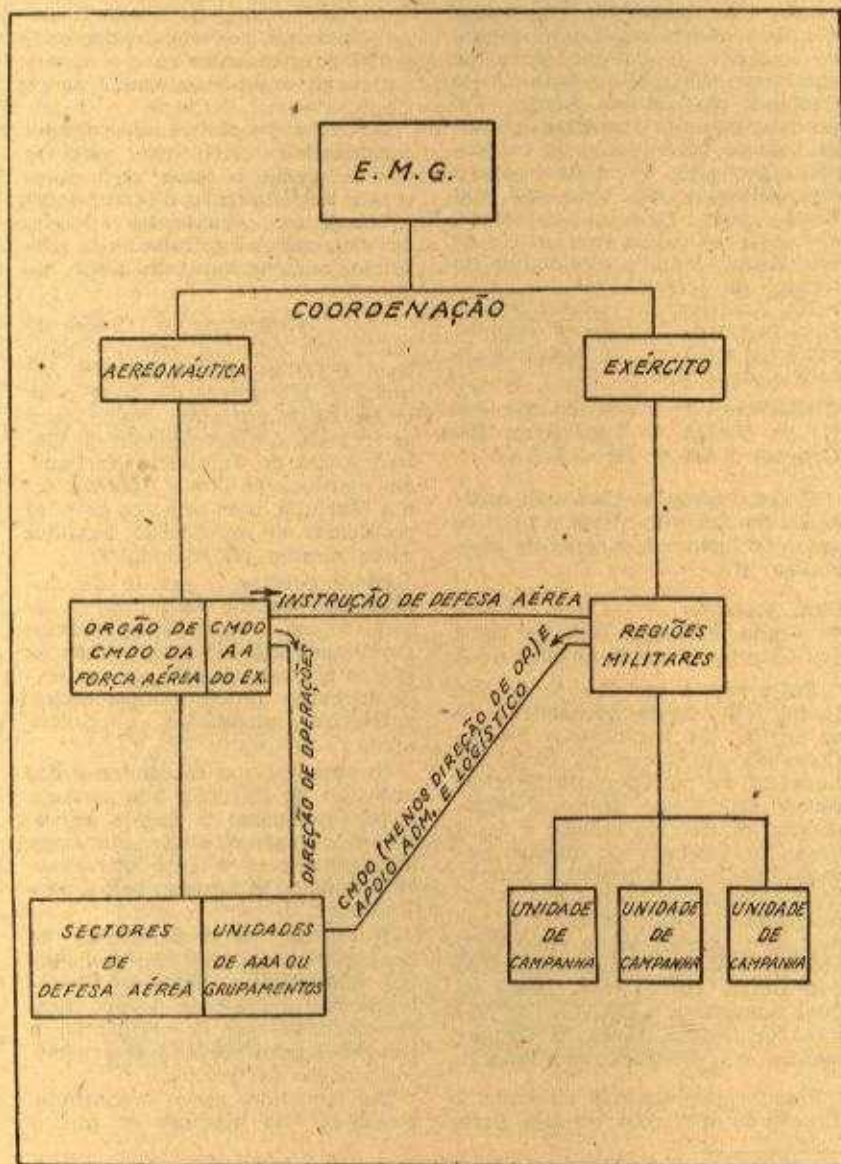 E. M. G.
COORDENAÇÃO
AEREONÁUTICA
EXÉRCITO
INSTRUÇÃO DE DEFESA AÉREA
ORGÃO DE
CMDO DA
FORÇA AÉREA
CMDO
AA
DO EX.
REGIÕES
MILITARES
DIREÇÃO DE OPERAÇÕES
CMDO (MENOS DIREÇÃO DE OP.) E
APOLO ADM. E LOGÍSTICO
SECTORES
DE
DEFESA AÉREA
UNIDADES
DE AAA OU
GRUPAMENTOS
UNIDADE
DE
CAMPANHA
UNIDADE
DE
CAMPANHA
UNIDADE
DE
CAMPANHA